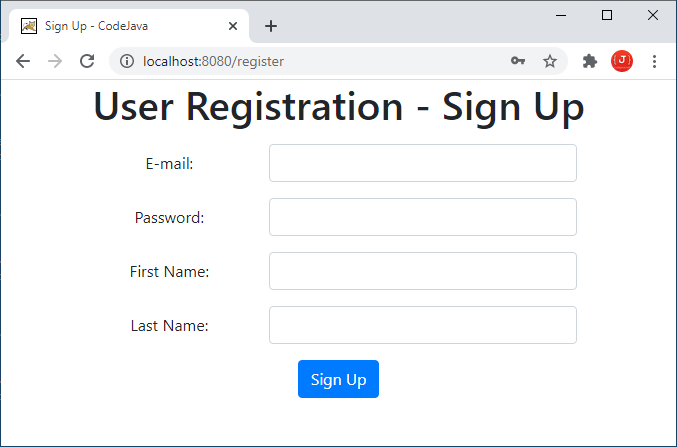 Sign Up - CodeJava
localhost:8080/register
J
User Registration - Sign Up
E-mail:
Password:
First Name:
Last Name:
Sign Up